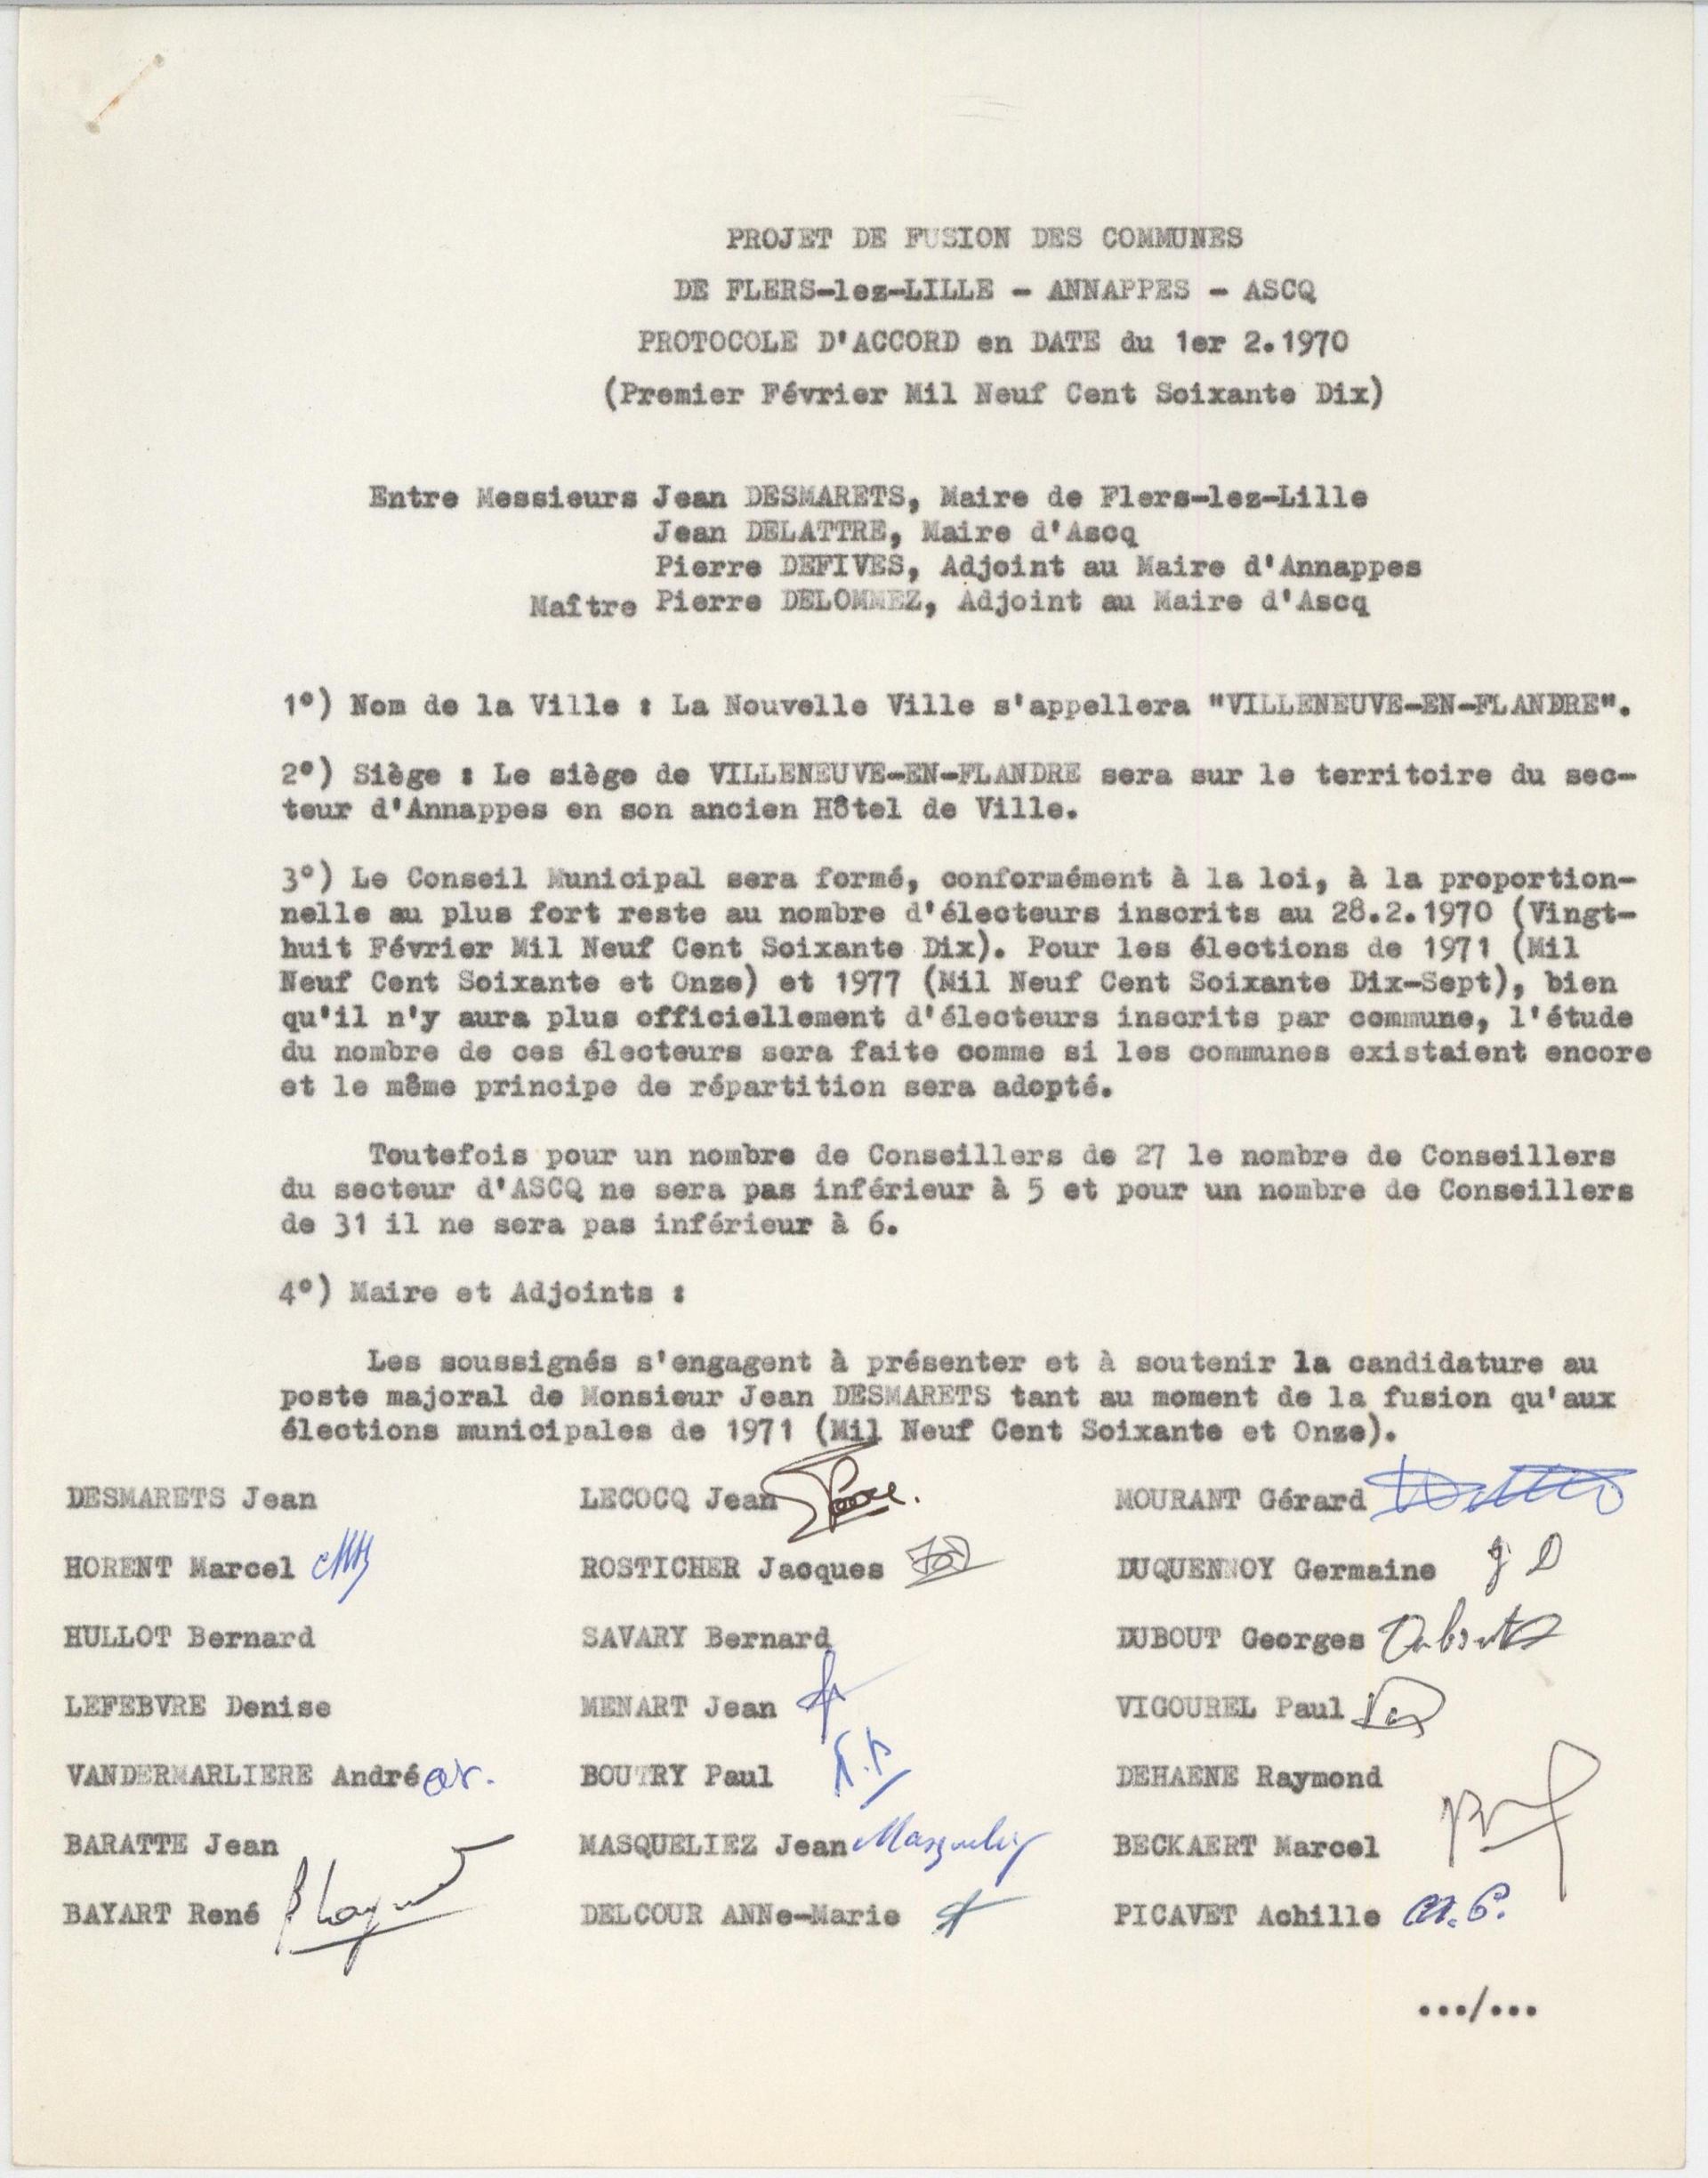 PROJET DE FUSION DES COMMUNES
DE FLERS-lez-LILLE - ANNAPPES - ASCQ
PROTOCOLE D'ACCORD en DATE du 1er 2.1970
(Premier Février Mil Neuf Cent Soixante Dix)
Entre Messieurs Jean DESMARETS, Maire de Flers-lez-Lille
Jean DELATTRE, Maire d'Ascq
Pierre DEFIVES, Adjoint au Maire d'Annappes
Maître Pierre DELOMMEZ, Adjoint au Maire d'Ascq
1°) Nom de la Ville : La Nouvelle Ville s'appellera "VILLENEUVE-EN-FLANDRE".
2°) Siège : Le siège de VILLENEUVE-EN-FLANDRE sera sur le territoire du sec-
teur d'Annappes en son ancien Hôtel de Ville.
3°) Le Conseil Municipal sera formé, conformément à la loi, à la proportion-
nelle au plus fort reste au nombre d'électeurs inscrits au 28.2.1970 (Vingt-
huit Février Mil Neuf Cent Soixante Dix). Pour les élections de 1971 (Mil
Neuf Cent Soixante et Onze) et 1977 (Mil Neuf Cent Soixante Dix-Sept), bien
qu'il n'y aura plus officiellement d'électeurs inscrits par commune, l'étude
du nombre de ces électeurs sera faite comme si les communes existaient encore
et le même principe de répartition sera adopté.
Toutefois pour un nombre de Conseillers de 27 le nombre de Conseillers
du secteur d'ASCQ ne sera pas inférieur à 5 et pour un nombre de Conseillers
de 31 il ne sera pas inférieur à 6.
4°) Maire et Adjoints :
Les soussignés s'engagent à présenter et à soutenir la candidature au
poste majoral de Monsieur Jean DESMARETS tant au moment de la fusion qu'aux
élections municipales de 1971 (Mil Neuf Cent Soixante et Onze).
DESMARETS Jean LECOCQ Jean MOURANT Gérard
HORENT Marcel ROSTICHER Jacques DUQUENNOY Germaine g D
HULLOT Bernard SAVARY Bernard DUBOUT Georges
LEFEBVRE Denise MENART Jean VIGOUREL Paul
VANDERMARLIERE André av. BOUTRY Paul DEHAENE Raymond
BARATTE Jean MASQUELIEZ Jean Masqueliez BECKAERT Marcel
BAYART René DELCOUR ANNe-Marie PICAVET Achille
.../...